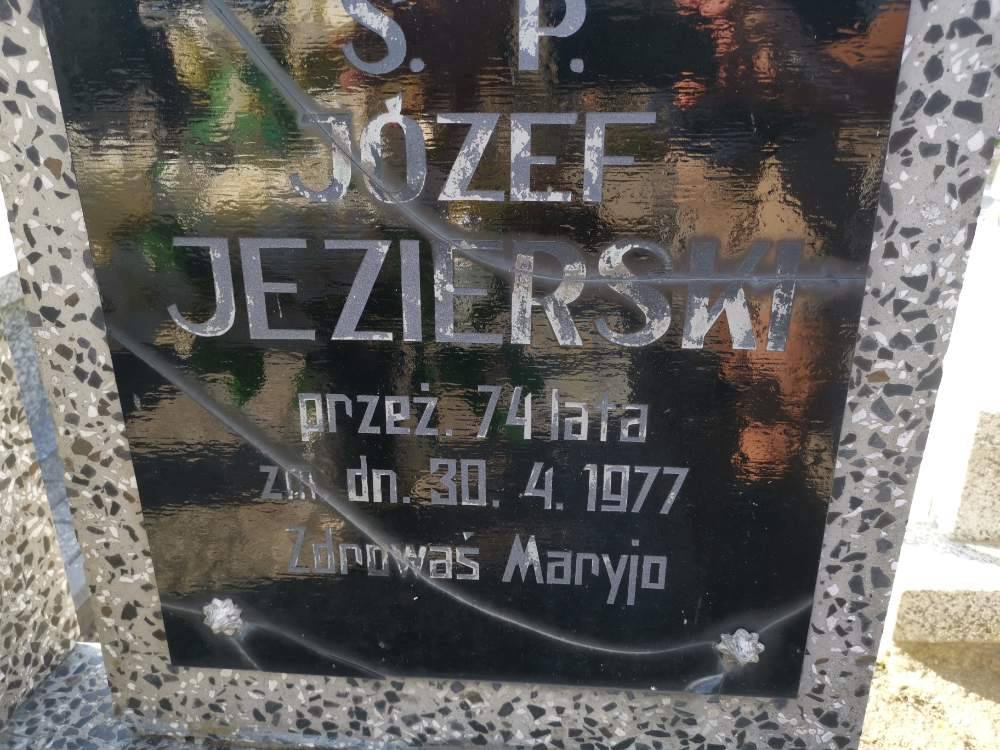 Ś. P.
JÓZEF
JEZIERSKI
przeż. 74 lata
zm. dn. 30. 4. 1977
Zdrowaś Maryjo